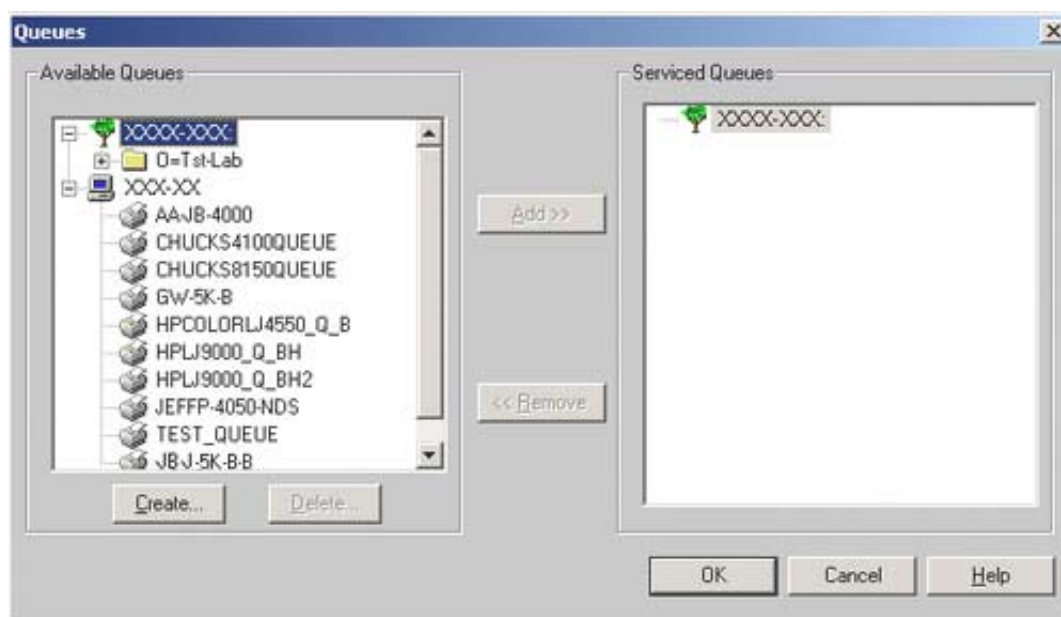 Queues
Available Queues
XXXX-XXX:
O=Tst-Lab
XXX-XX
AA-JB-4000
CHUCKS4100QUEUE
CHUCKS8150QUEUE
GW-5K-B
HPCOLORLJ4550_Q_B
HPLJ9000_Q_BH
HPLJ9000_Q_BH2
JEFFP-4050-NDS
TEST_QUEUE
JB-J-5K-B-B
Create...
Delete...
Add >>
<< Remove
Serviced Queues
XXXX-XXX:
OK
Cancel
Help